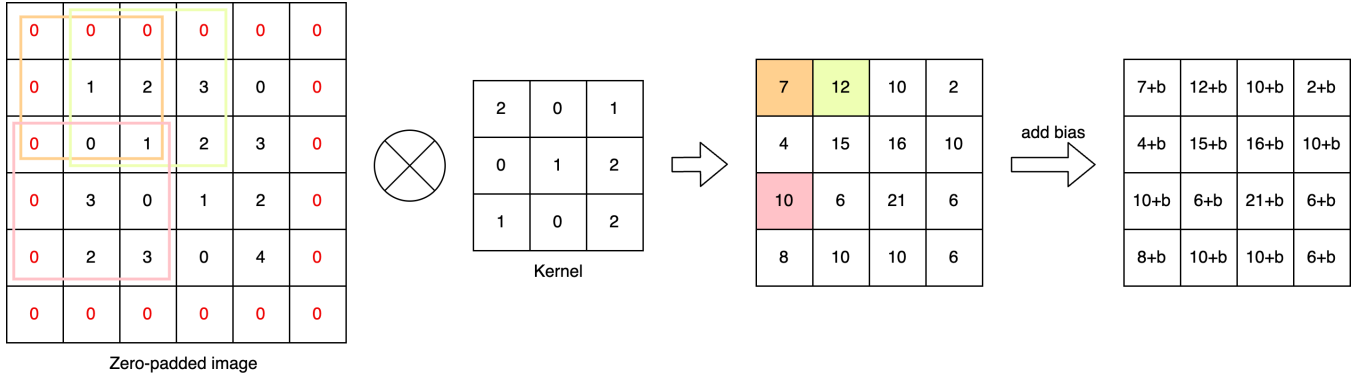 0 0 0 0 0 0
0 1 2 3 0 0
0 0 1 2 3 0
0 3 0 1 2 0
0 2 3 0 4 0
0 0 0 0 0 0
Zero-padded image
2 0 1
0 1 2
1 0 2
Kernel
7 12 10 2
4 15 16 10
10 6 21 6
8 10 10 6
add bias
7+b 12+b 10+b 2+b
4+b 15+b 16+b 10+b
10+b 6+b 21+b 6+b
8+b 10+b 10+b 6+b